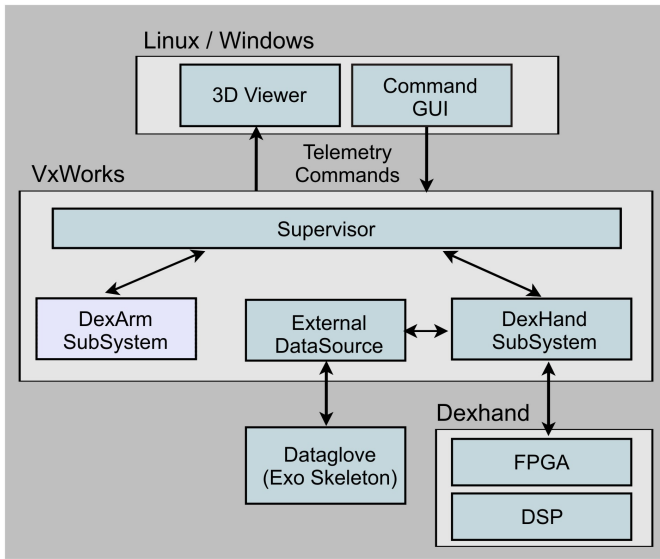 Linux / Windows
3D Viewer
Command
GUI
Telemetry
Commands
VxWorks
Supervisor
DexArm
SubSystem
External
DataSource
DexHand
SubSystem
Dexhand
Dataglove
(Exo Skeleton)
FPGA
DSP